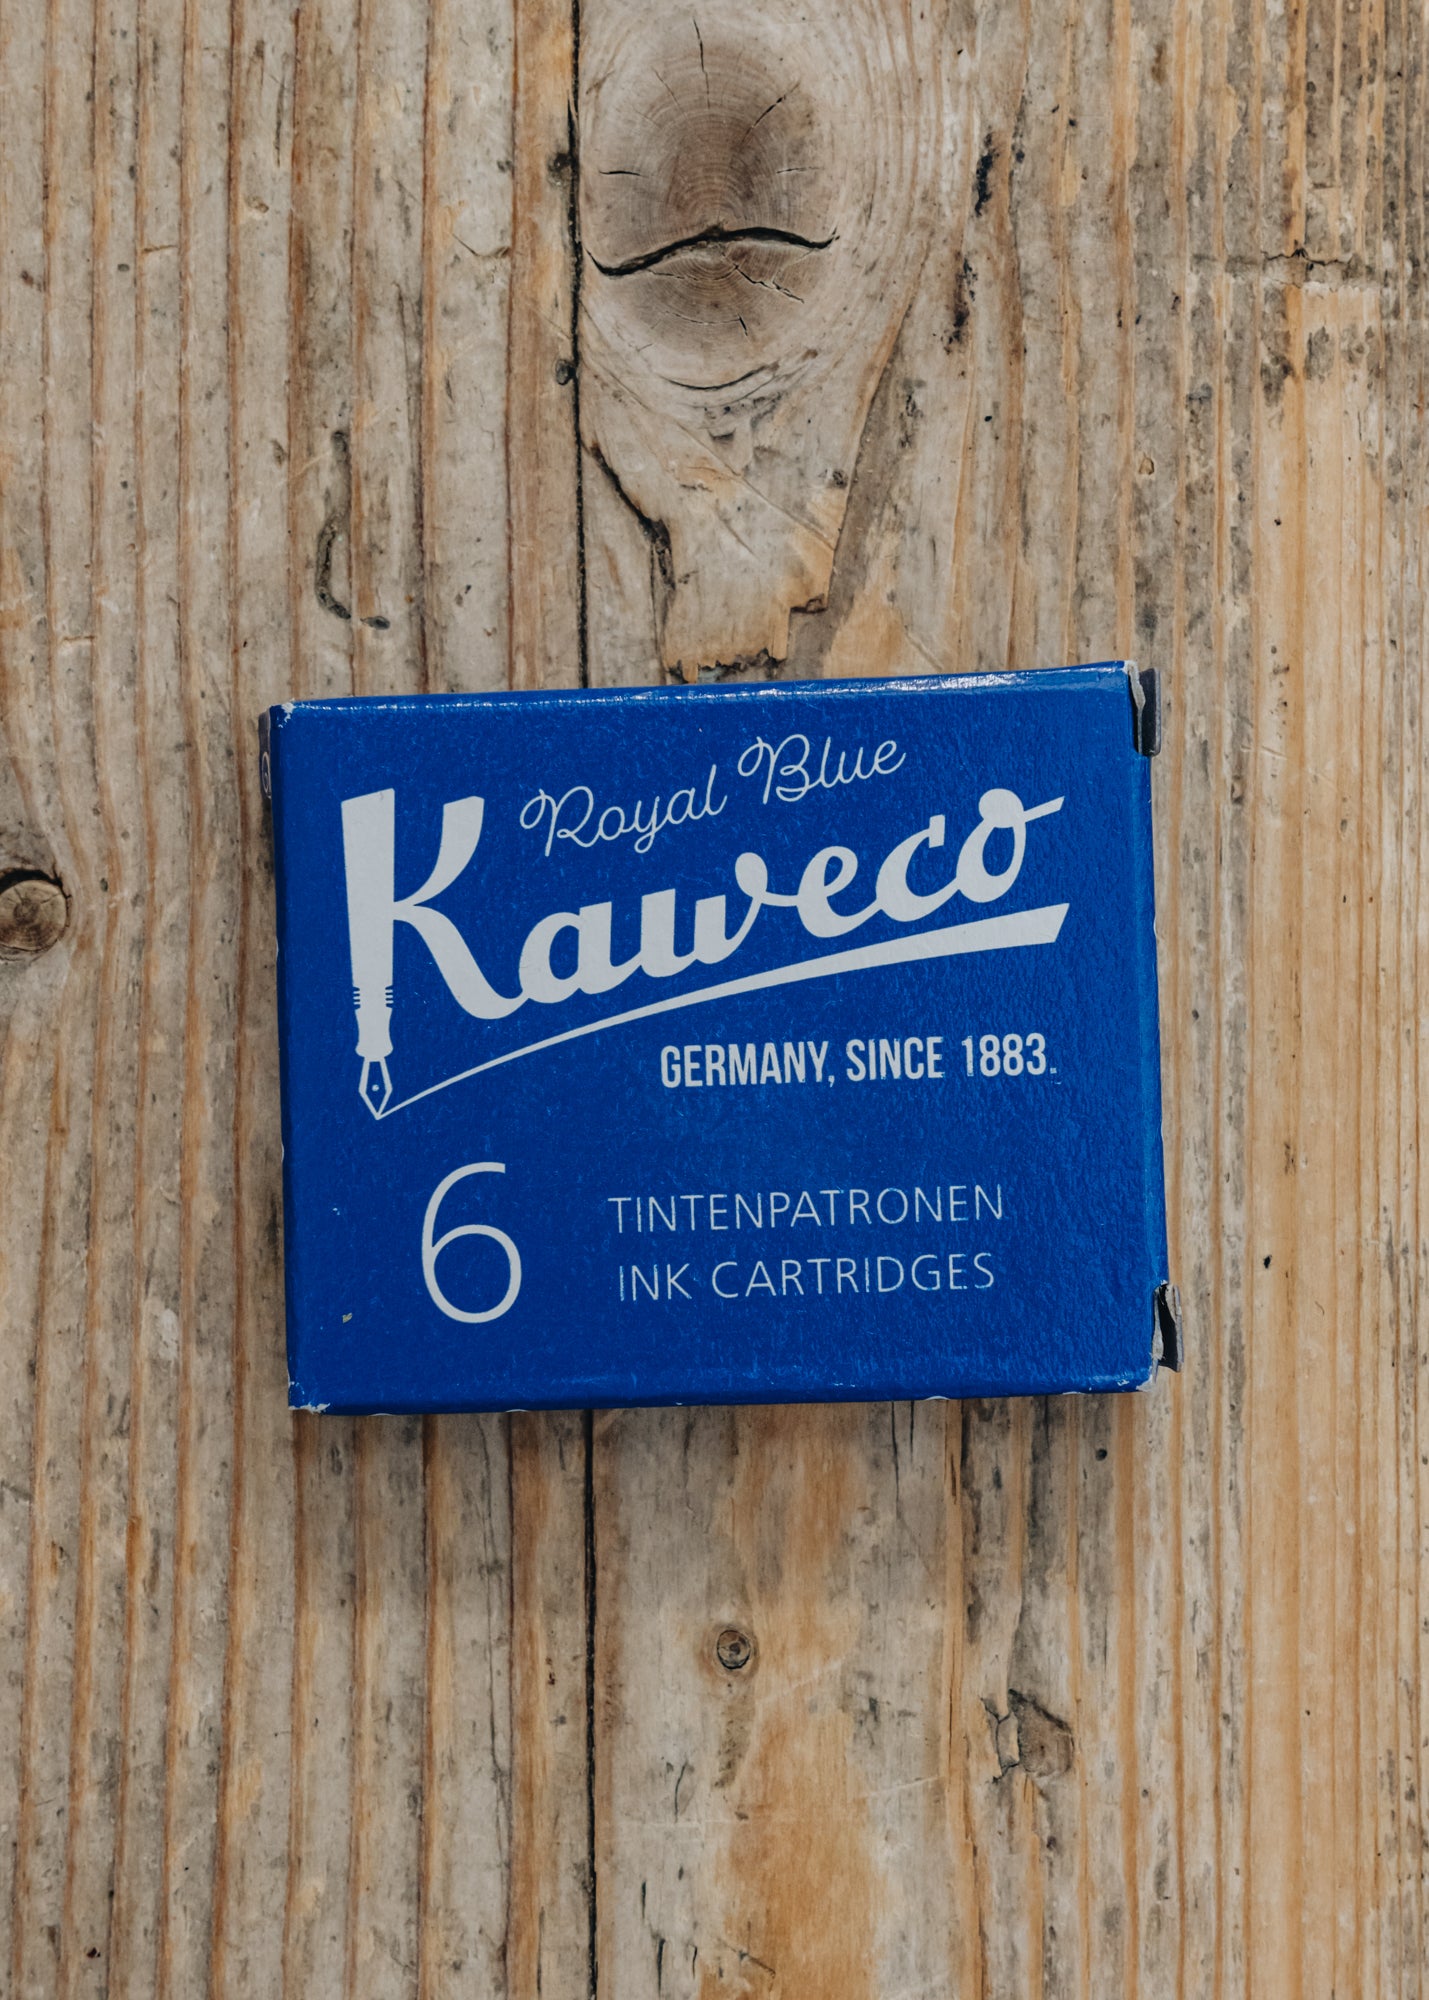 Royal Blue
Kaweco
GERMANY, SINCE 1883.
6
TINTENPATRONEN
INK CARTRIDGES